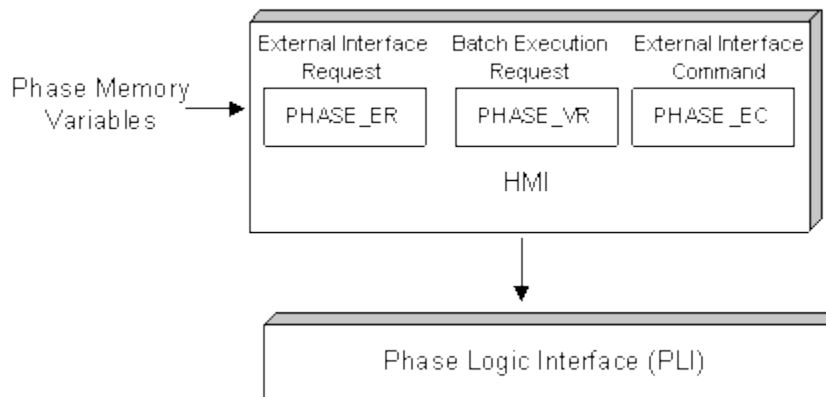 External Interface
Request
Batch Execution
Request
External Interface
Command
Phase Memory
Variables
PHASE_ER
PHASE_VR
PHASE_EC
HMI
Phase Logic Interface (PLI)